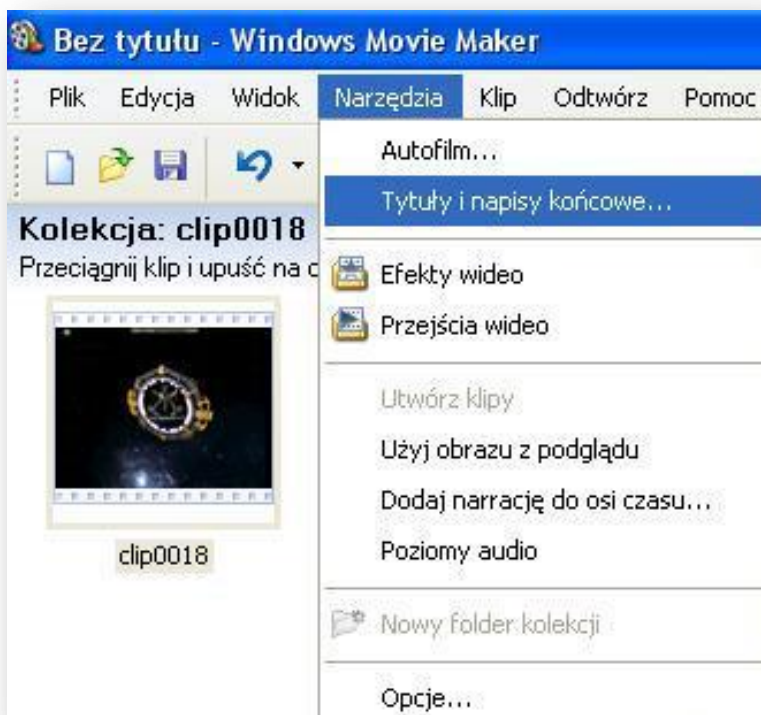 Bez tytułu - Windows Movie Maker
Plik Edycja Widok Narzędzia Klip Odtwórz Pomoc
Autofilm...
Tytuły i napisy końcowe...
Kolekcja: clip0018
Przeciągnij klip i upuść na
Efekty wideo
Przejścia wideo
Utwórz klipy
Użyj obrazu z podglądu
Dodaj narrację do osi czasu...
Poziomy audio
clip0018
Nowy folder kolekcji
Opcje...